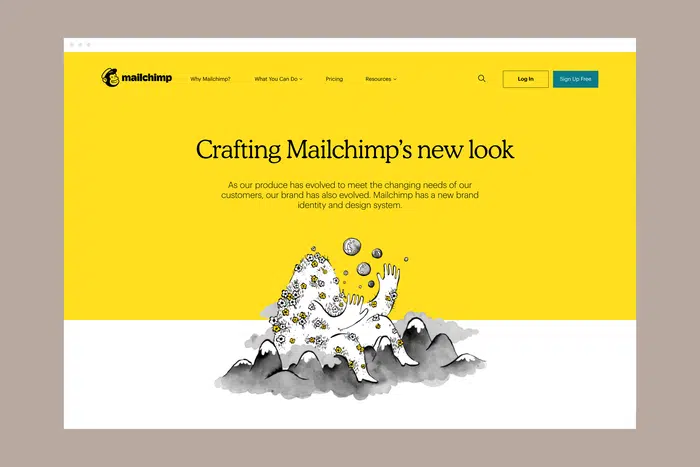 mailchimp
Why Mailchimp?
What You Can Do
Pricing
Resources
Log In
Sign Up Free
Crafting Mailchimp's new look
As our produce has evolved to meet the changing needs of our
customers, our brand has also evolved. Mailchimp has a new brand
identity and design system.